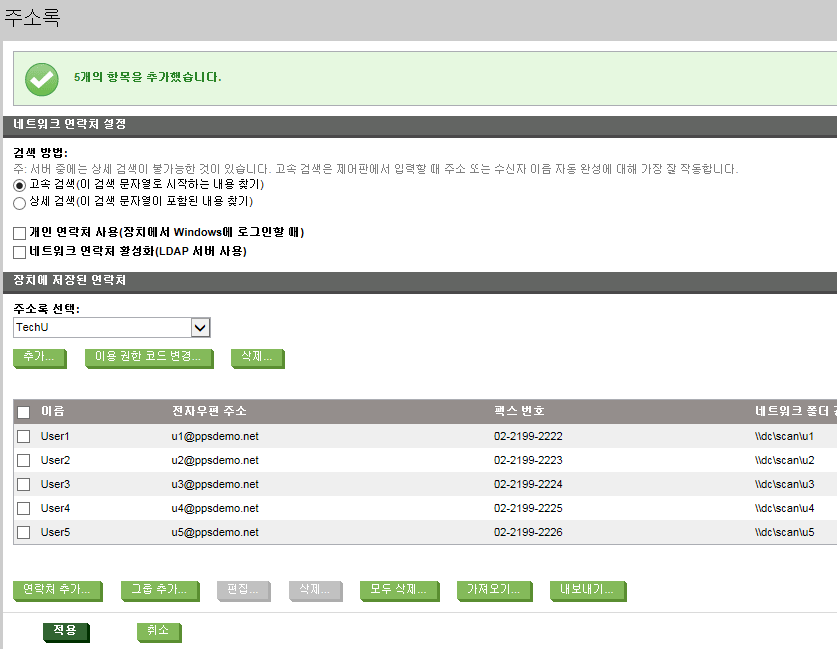 주소록
5개의 항목을 추가했습니다.
네트워크 연락처 설정
검색 방법:
주: 서버 중에는 상세 검색이 불가능한 것이 있습니다. 고속 검색은 제어판에서 입력할 때 주소 또는 수신자 이름 자동 완성에 대해 가장 잘 작동합니다.
고속 검색(이 검색 문자열로 시작하는 내용 찾기)
상세 검색(이 검색 문자열이 포함된 내용 찾기)
개인 연락처 사용(장치에서 Windows에 로그인할 때)
네트워크 연락처 활성화(LDAP 서버 사용)
장치에 저장된 연락처
주소록 선택:
TechU
추가... 이용 권한 코드 변경... 삭제...
이름 전자우편 주소 팩스 번호 네트워크 폴더
User1 u1@ppsdemo.net 02-2199-2222 \\dc\scan\u1
User2 u2@ppsdemo.net 02-2199-2223 \\dc\scan\u2
User3 u3@ppsdemo.net 02-2199-2224 \\dc\scan\u3
User4 u4@ppsdemo.net 02-2199-2225 \\dc\scan\u4
User5 u5@ppsdemo.net 02-2199-2226 \\dc\scan\u5
연락처 추가... 그룹 추가... 편집... 삭제... 모두 삭제... 가져오기... 내보내기...
적용 취소